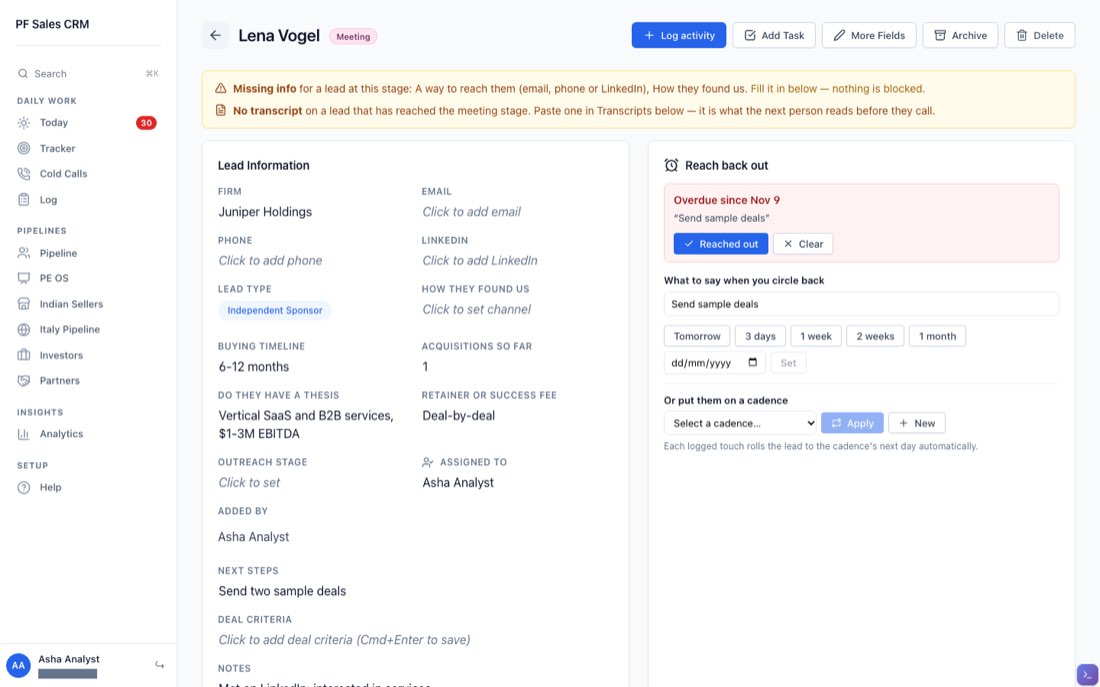 PF Sales CRM
Search ⌘K
DAILY WORK
Today 30
Tracker
Cold Calls
Log
PIPELINES
Pipeline
PE OS
Indian Sellers
Italy Pipeline
Investors
Partners
INSIGHTS
Analytics
SETUP
Help
AA Asha Analyst
Lena Vogel Meeting
Log activity Add Task More Fields Archive Delete
Missing info for a lead at this stage: A way to reach them (email, phone or LinkedIn), How they found us. Fill it in below — nothing is blocked.
No transcript on a lead that has reached the meeting stage. Paste one in Transcripts below — it is what the next person reads before they call.
Lead Information
FIRM EMAIL
Juniper Holdings Click to add email
PHONE LINKEDIN
Click to add phone Click to add LinkedIn
LEAD TYPE HOW THEY FOUND US
Independent Sponsor Click to set channel
BUYING TIMELINE ACQUISITIONS SO FAR
6-12 months 1
DO THEY HAVE A THESIS RETAINER OR SUCCESS FEE
Vertical SaaS and B2B services, Deal-by-deal
$1-3M EBITDA
OUTREACH STAGE ASSIGNED TO
Click to set Asha Analyst
ADDED BY
Asha Analyst
NEXT STEPS
Send two sample deals
DEAL CRITERIA
Click to add deal criteria (Cmd+Enter to save)
NOTES
Met on LinkedIn, interested in services
Reach back out
Overdue since Nov 9
“Send sample deals”
Reached out Clear
What to say when you circle back
Send sample deals
Tomorrow 3 days 1 week 2 weeks 1 month
dd/mm/yyyy Set
Or put them on a cadence
Select a cadence... Apply New
Each logged touch rolls the lead to the cadence's next day automatically.